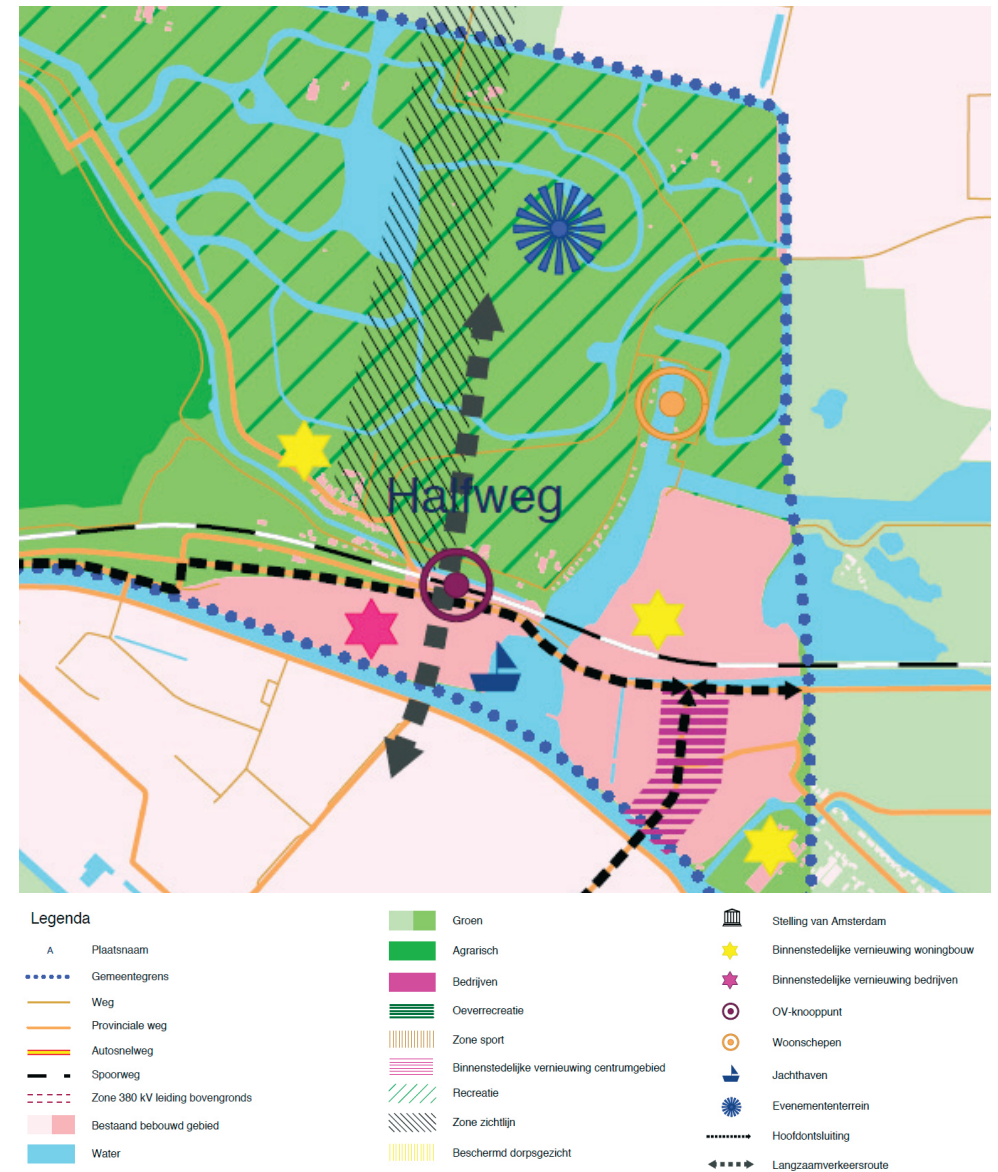 Halfweg
Legenda
A Plaatsnaam
Gemeentegrens
Weg
Provinciale weg
Autosnelweg
Spoorweg
Zone 380 kV leiding bovengronds
Bestaand bebouwd gebied
Water
Groen
Agrarisch
Bedrijven
Oeverrecreatie
Zone sport
Binnenstedelijke vernieuwing centrumgebied
Recreatie
Zone zichtlijn
Beschermd dorpsgezicht
Stelling van Amsterdam
Binnenstedelijke vernieuwing woningbouw
Binnenstedelijke vernieuwing bedrijven
OV-knooppunt
Woonschepen
Jachthaven
Evenemententerrein
Hoofdontsluiting
Langzaamverkeersroute